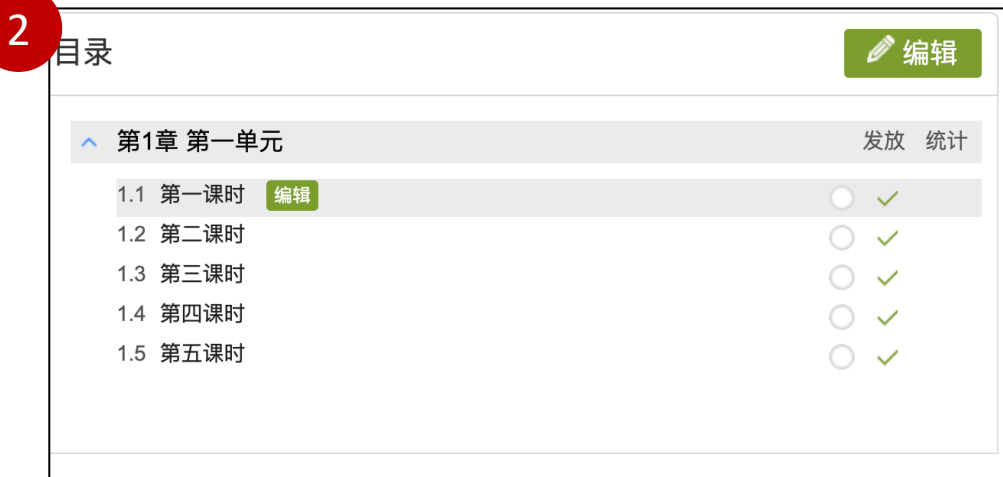 2
目录 编辑
第1章 第一单元 发放 统计
1.1 第一课时 编辑
1.2 第二课时
1.3 第三课时
1.4 第四课时
1.5 第五课时